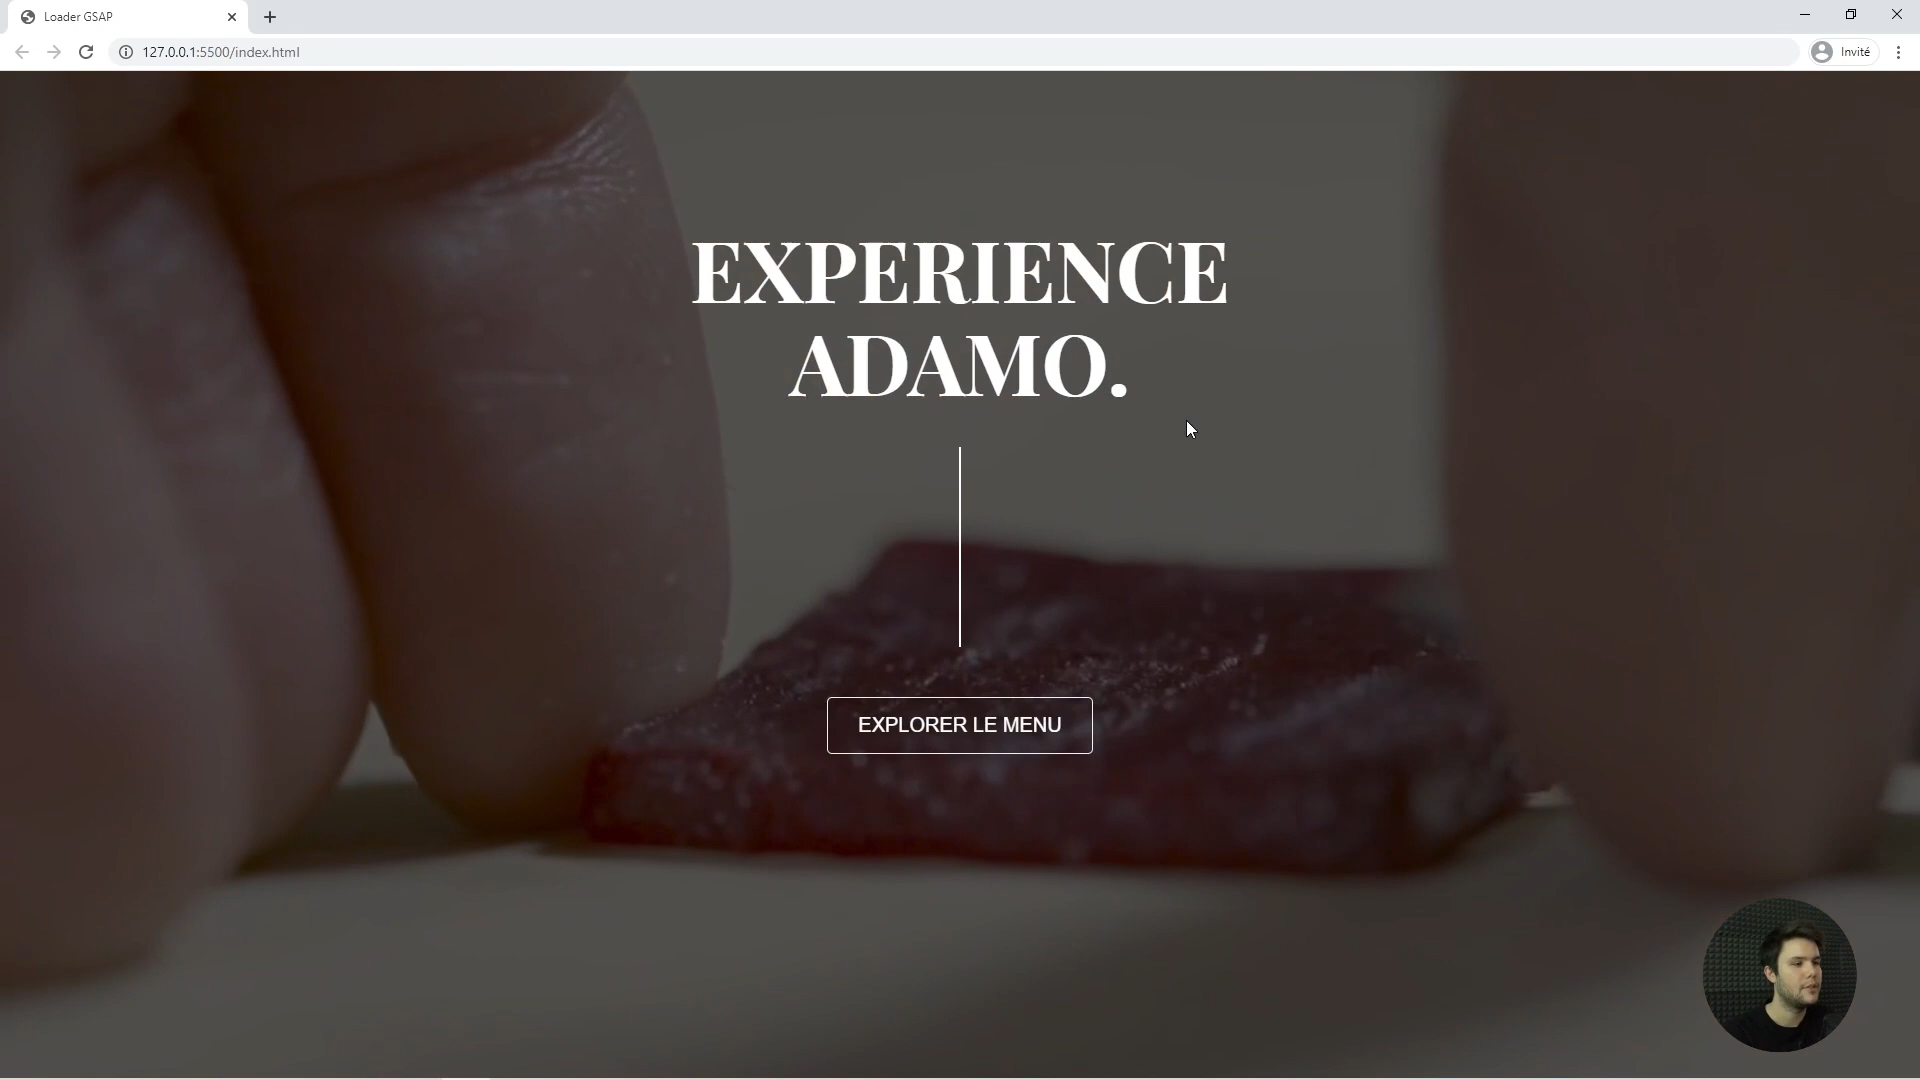 Loader GSAP
127.0.0.1:5500/index.html
Invité
EXPERIENCE
ADAMO.
EXPLORER LE MENU